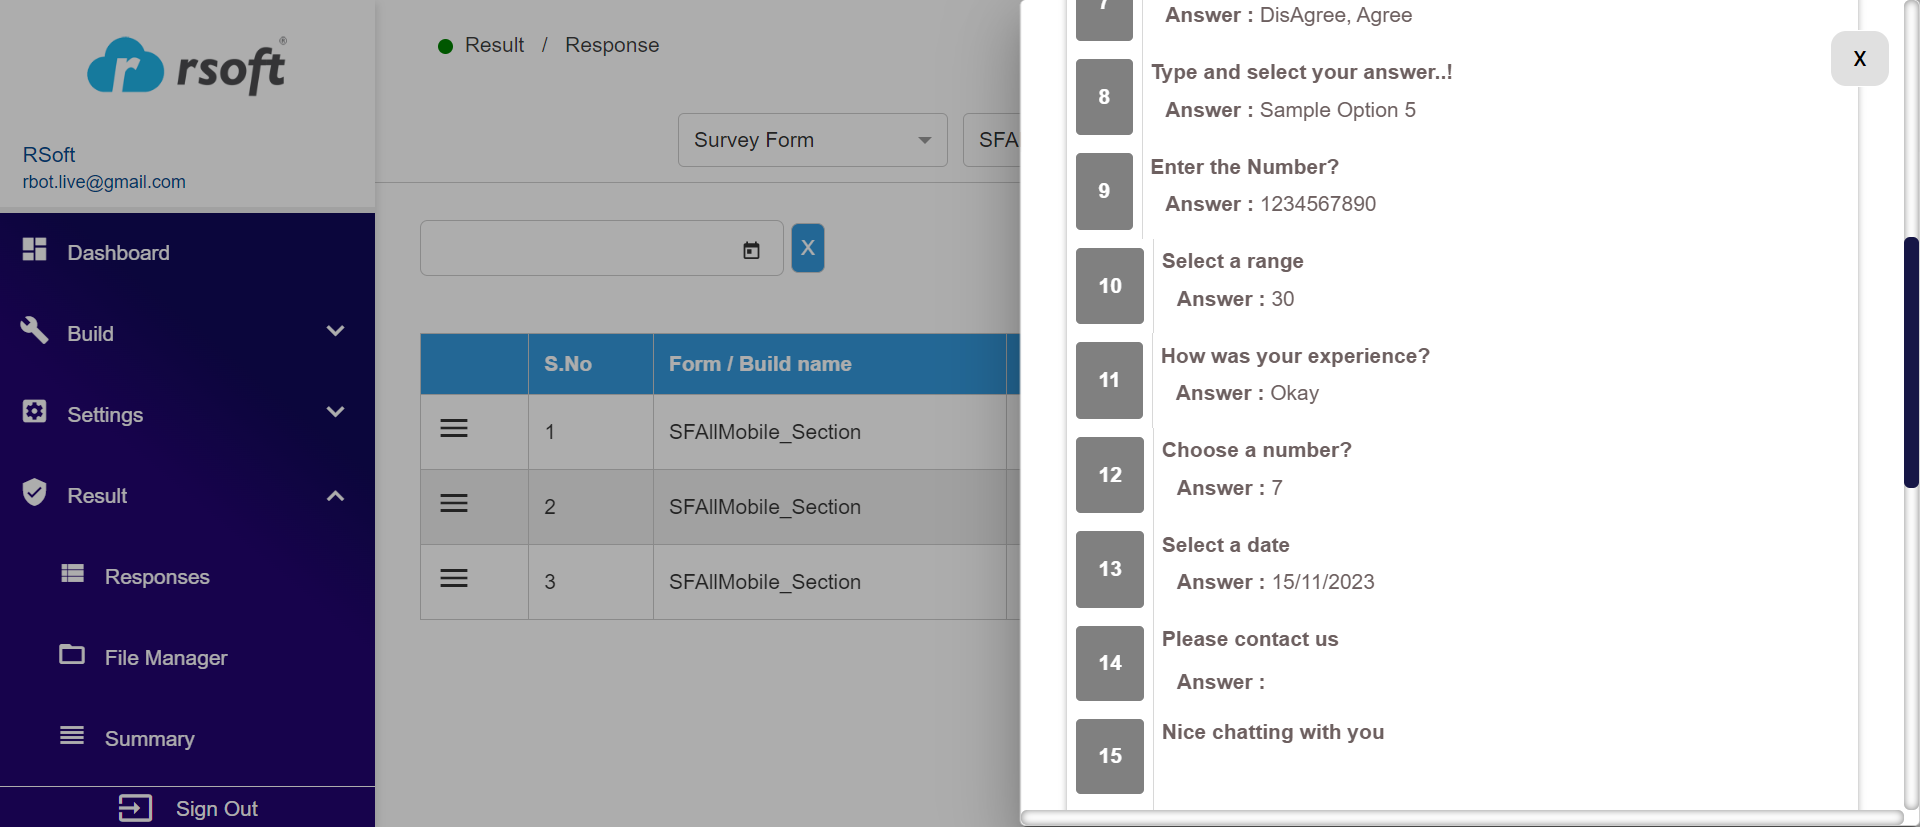 rsoft
®
RSoft
rbot.live@gmail.com
Dashboard
Build
Settings
Result
Responses
File Manager
Summary
Sign Out
Result / Response
Survey Form
SFA
X
S.No
Form / Build name
1
SFAllMobile_Section
2
SFAllMobile_Section
3
SFAllMobile_Section
X
7
Answer : DisAgree, Agree
8
Type and select your answer..!
Answer : Sample Option 5
9
Enter the Number?
Answer : 1234567890
10
Select a range
Answer : 30
11
How was your experience?
Answer : Okay
12
Choose a number?
Answer : 7
13
Select a date
Answer : 15/11/2023
14
Please contact us
Answer :
15
Nice chatting with you